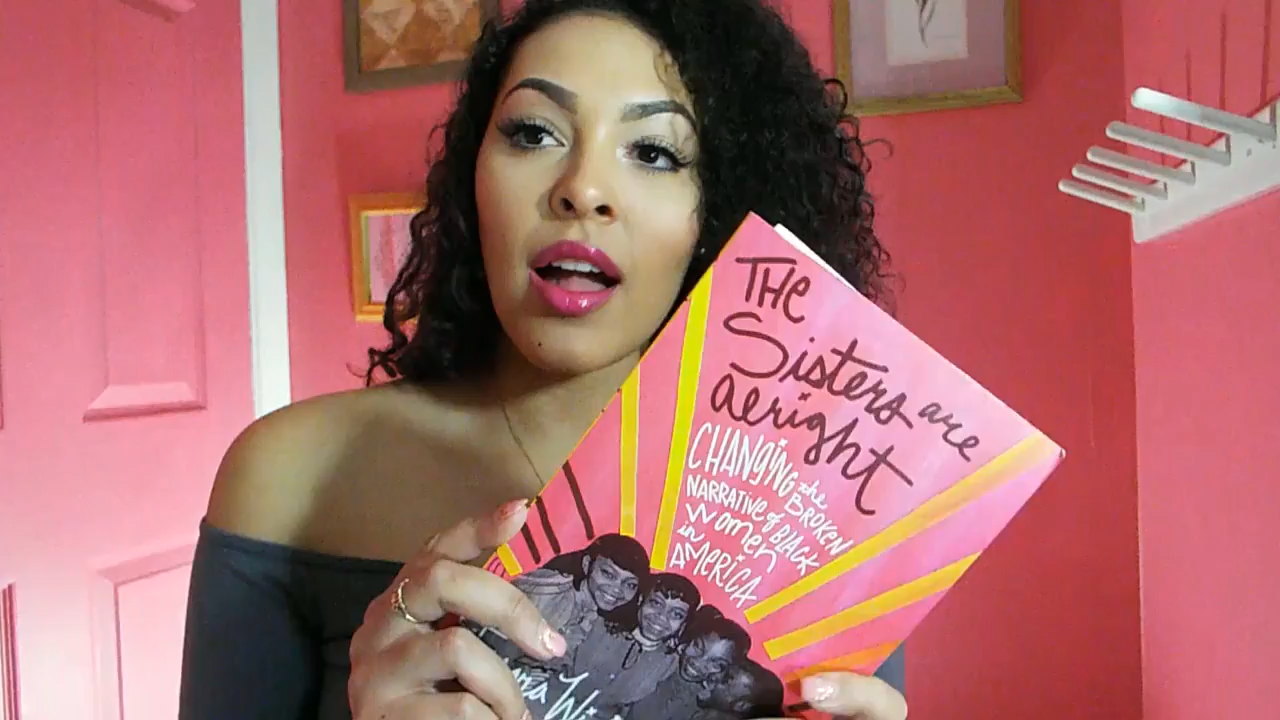 THe
Sisters are
alright
CHANgiNg the BROKEN
NARRATive of BLACK
women
in
AMERICA